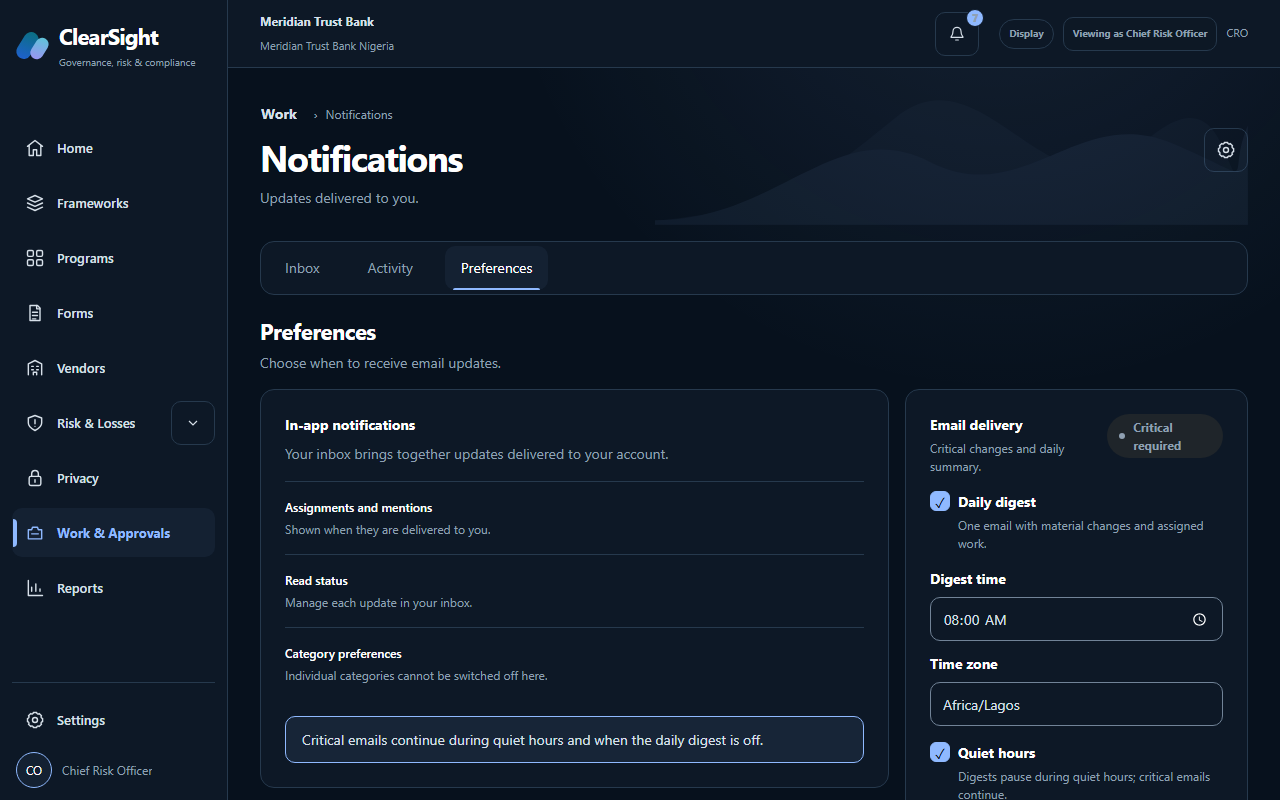 ClearSight
Governance, risk & compliance
Home
Frameworks
Programs
Forms
Vendors
Risk & Losses
Privacy
Work & Approvals
Reports
Settings
CO
Chief Risk Officer
Meridian Trust Bank
Meridian Trust Bank Nigeria
7
Display
Viewing as Chief Risk Officer
CRO
Work › Notifications
Notifications
Updates delivered to you.
Inbox
Activity
Preferences
Preferences
Choose when to receive email updates.
In-app notifications
Your inbox brings together updates delivered to your account.
Assignments and mentions
Shown when they are delivered to you.
Read status
Manage each update in your inbox.
Category preferences
Individual categories cannot be switched off here.
Critical emails continue during quiet hours and when the daily digest is off.
Email delivery
Critical changes and daily
summary.
Critical
required
Daily digest
One email with material changes and assigned
work.
Digest time
08:00 AM
Time zone
Africa/Lagos
Quiet hours
Digests pause during quiet hours; critical emails
continue.